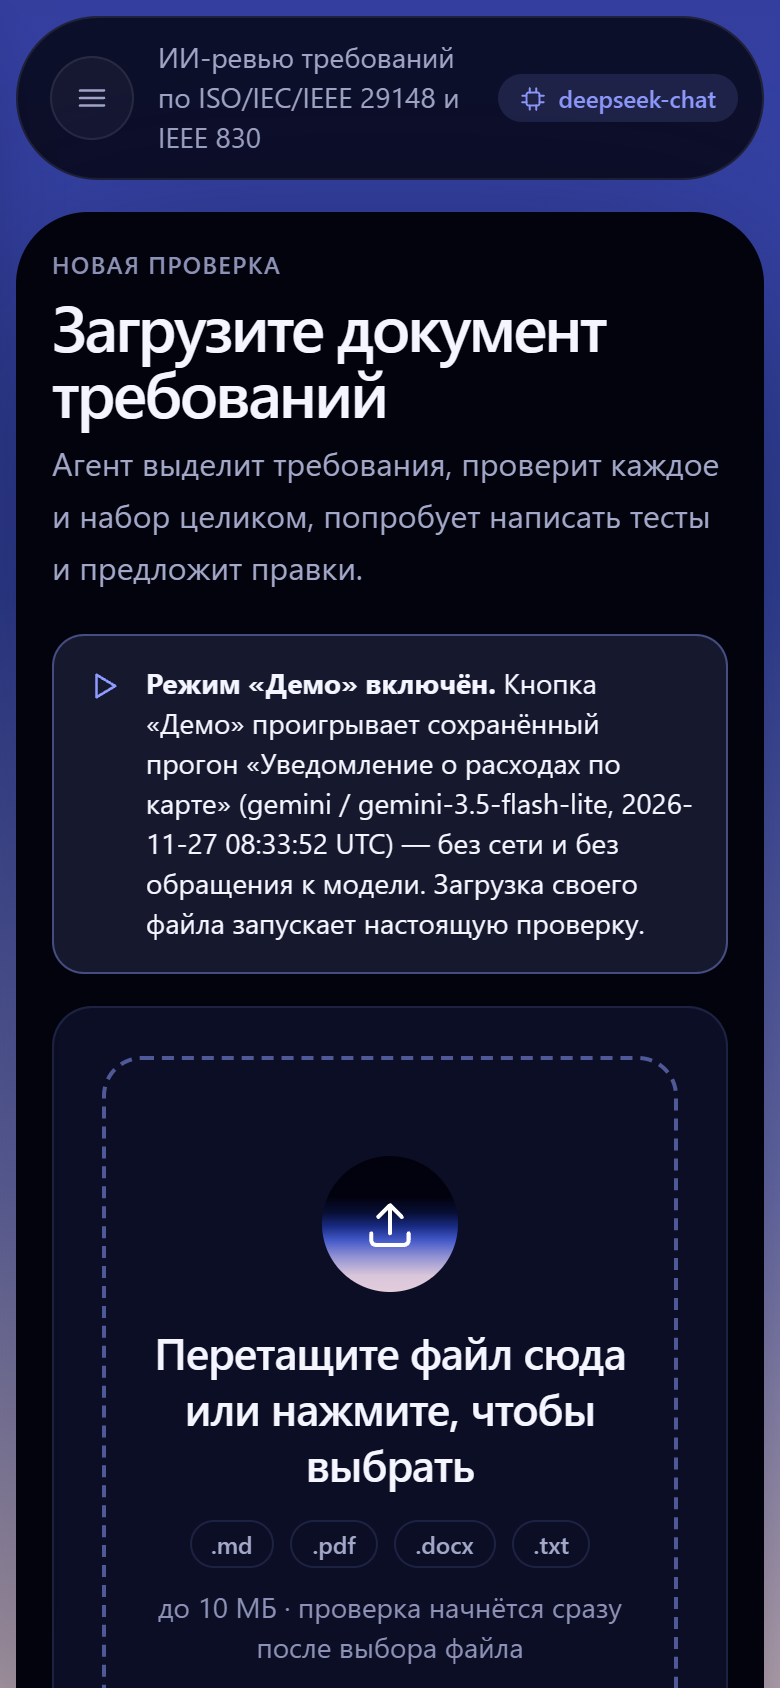 ИИ-ревью требований
по ISO/IEC/IEEE 29148 и
IEEE 830
deepseek-chat
НОВАЯ ПРОВЕРКА
Загрузите документ
требований
Агент выделит требования, проверит каждое
и набор целиком, попробует написать тесты
и предложит правки.
Режим «Демо» включён. Кнопка
«Демо» проигрывает сохранённый
прогон «Уведомление о расходах по
карте» (gemini / gemini-3.5-flash-lite, 2026-
11-27 08:33:52 UTC) — без сети и без
обращения к модели. Загрузка своего
файла запускает настоящую проверку.
Перетащите файл сюда
или нажмите, чтобы
выбрать
.md .pdf .docx .txt
до 10 МБ · проверка начнётся сразу
после выбора файла